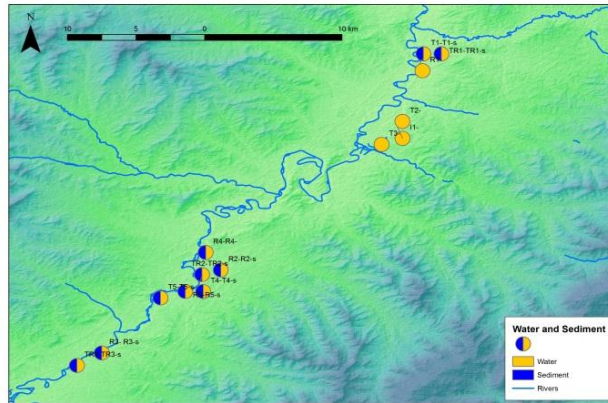 N
10
5
0
10 km
T1-T1-s
TR1-TR1-s
T2-
I1-
T3-
R4-R4-
R2-R2-s
T4-T4-s
R3- R3-s
Water and Sediment
Water
Sediment
Rivers